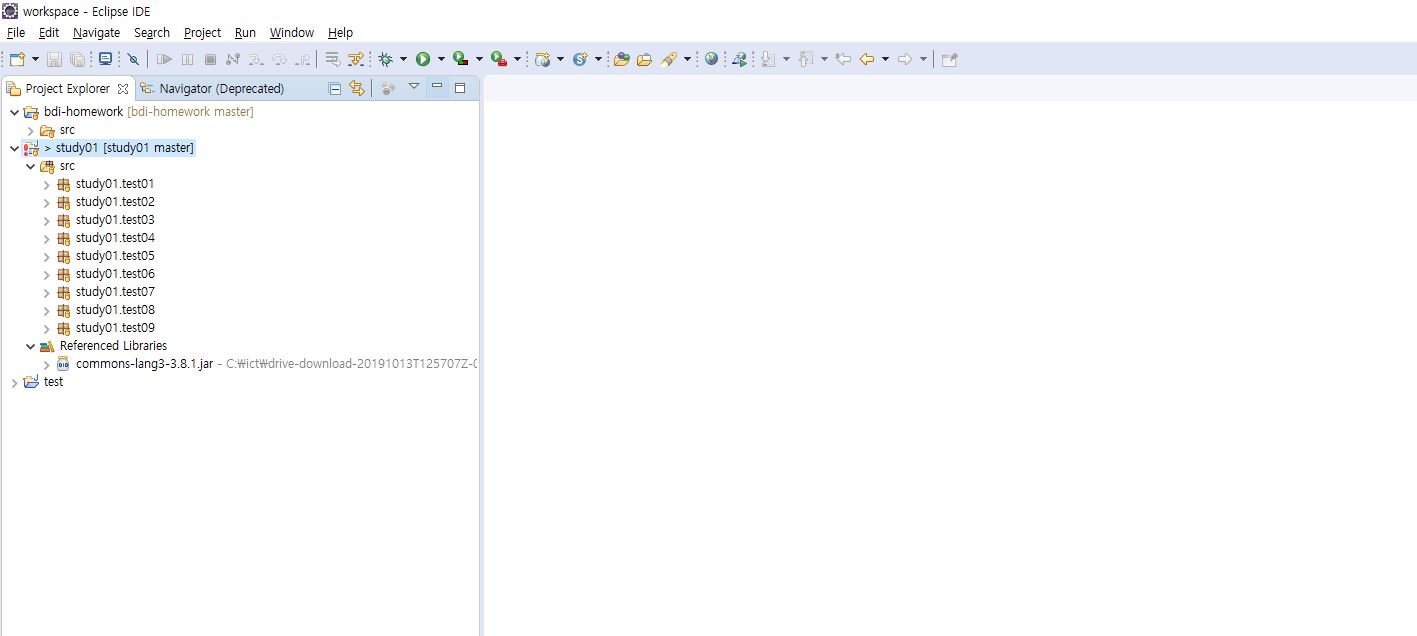 workspace - Eclipse IDE
File Edit Navigate Search Project Run Window Help
Project Explorer Navigator (Deprecated)
bdi-homework [bdi-homework master]
src
> study01 [study01 master]
src
study01.test01
study01.test02
study01.test03
study01.test04
study01.test05
study01.test06
study01.test07
study01.test08
study01.test09
Referenced Libraries
commons-lang3-3.8.1.jar - C:₩ict₩drive-download-20191013T125707Z-0
test